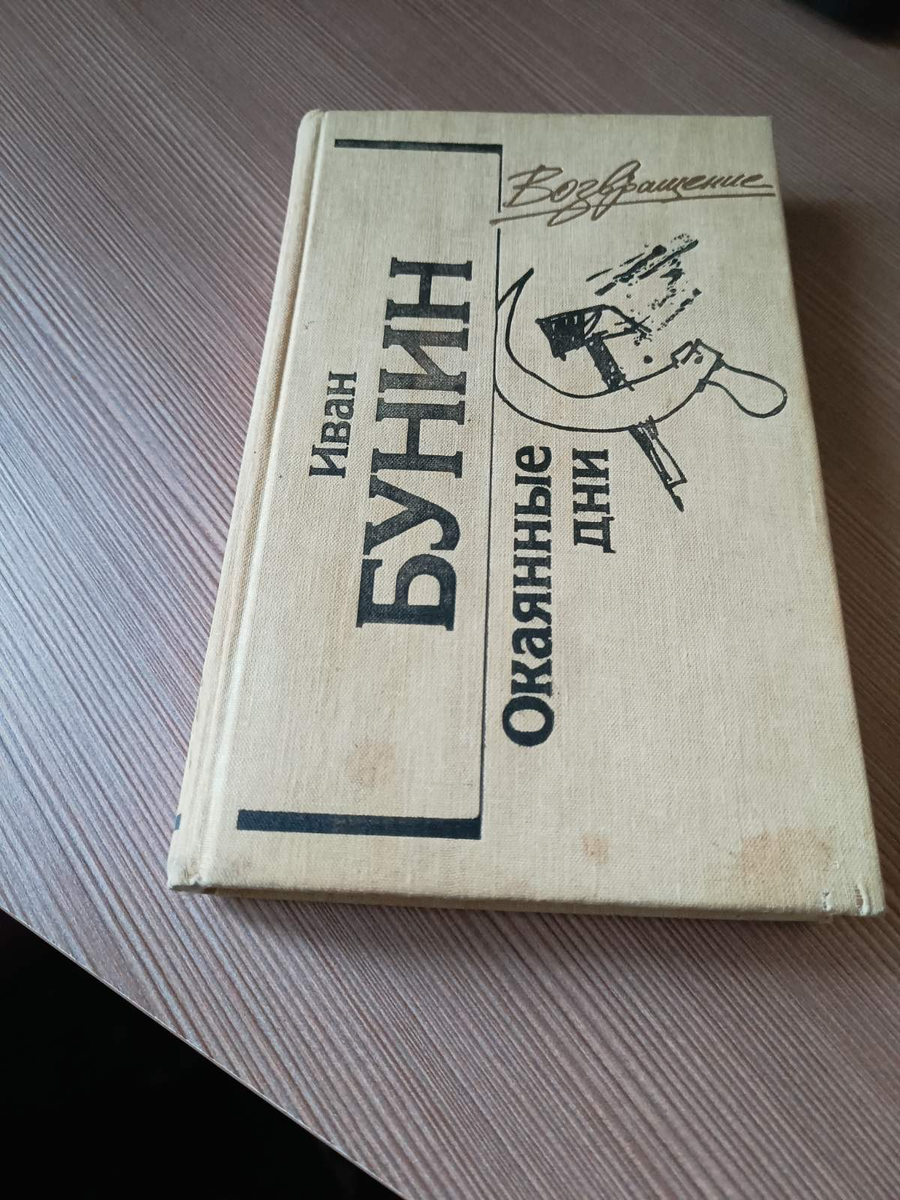 Возвращение
Иван
БУНИН
Окаянные
дни